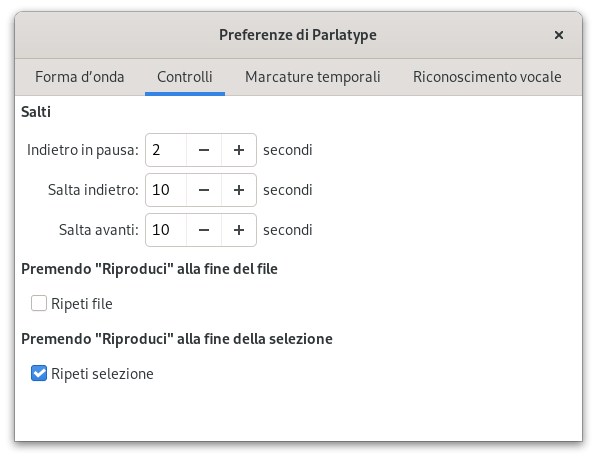 Preferenze di Parlatype
Forma d’onda Controlli Marcature temporali Riconoscimento vocale
Salti
Indietro in pausa: 2 − + secondi
Salta indietro: 10 − + secondi
Salta avanti: 10 − + secondi
Premendo "Riproduci" alla fine del file
Ripeti file
Premendo "Riproduci" alla fine della selezione
Ripeti selezione